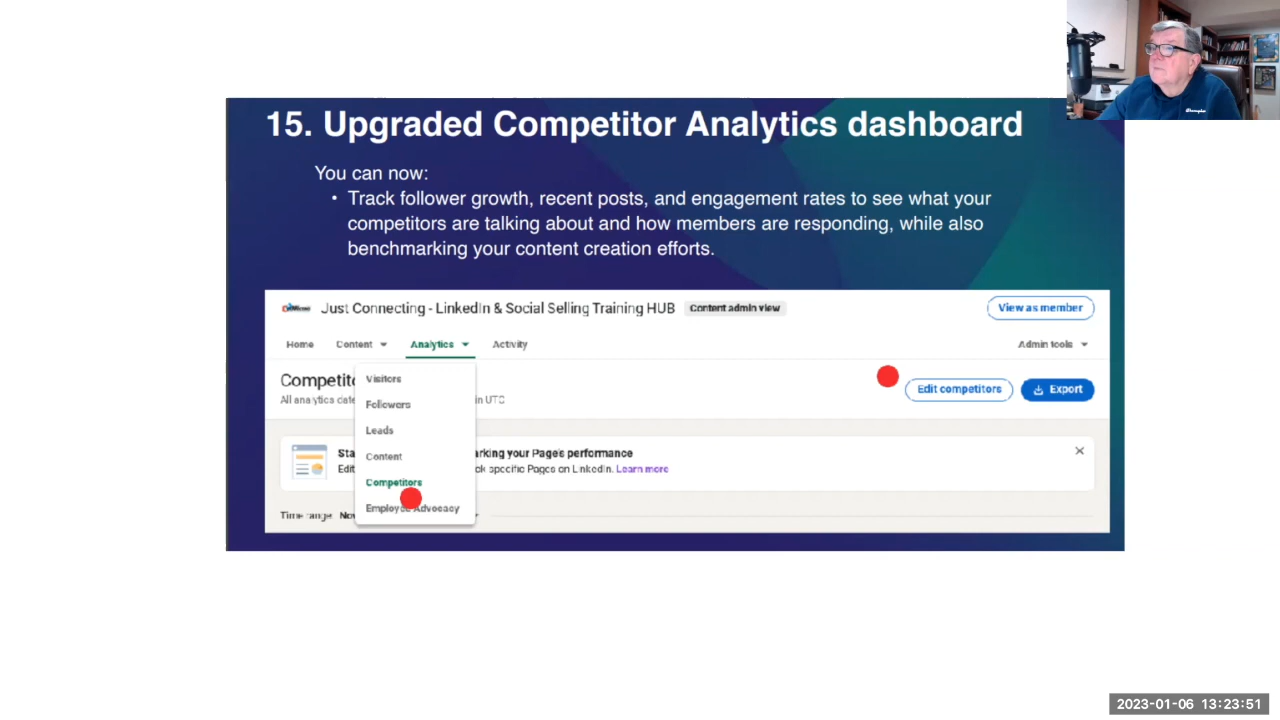 15. Upgraded Competitor Analytics dashboard
You can now:
• Track follower growth, recent posts, and engagement rates to see what your
competitors are talking about and how members are responding, while also
benchmarking your content creation efforts.
Just Connecting - LinkedIn & Social Selling Training HUB Content admin view View as member
Home Content Analytics Activity Admin tools
Visitors
Followers
Leads
Content
Competitors
Employee Advocacy
Edit competitors Export
All analytics in UTC
your Page's performance
specific Pages on LinkedIn. Learn more
Time range:
2023-01-06 13:23:51